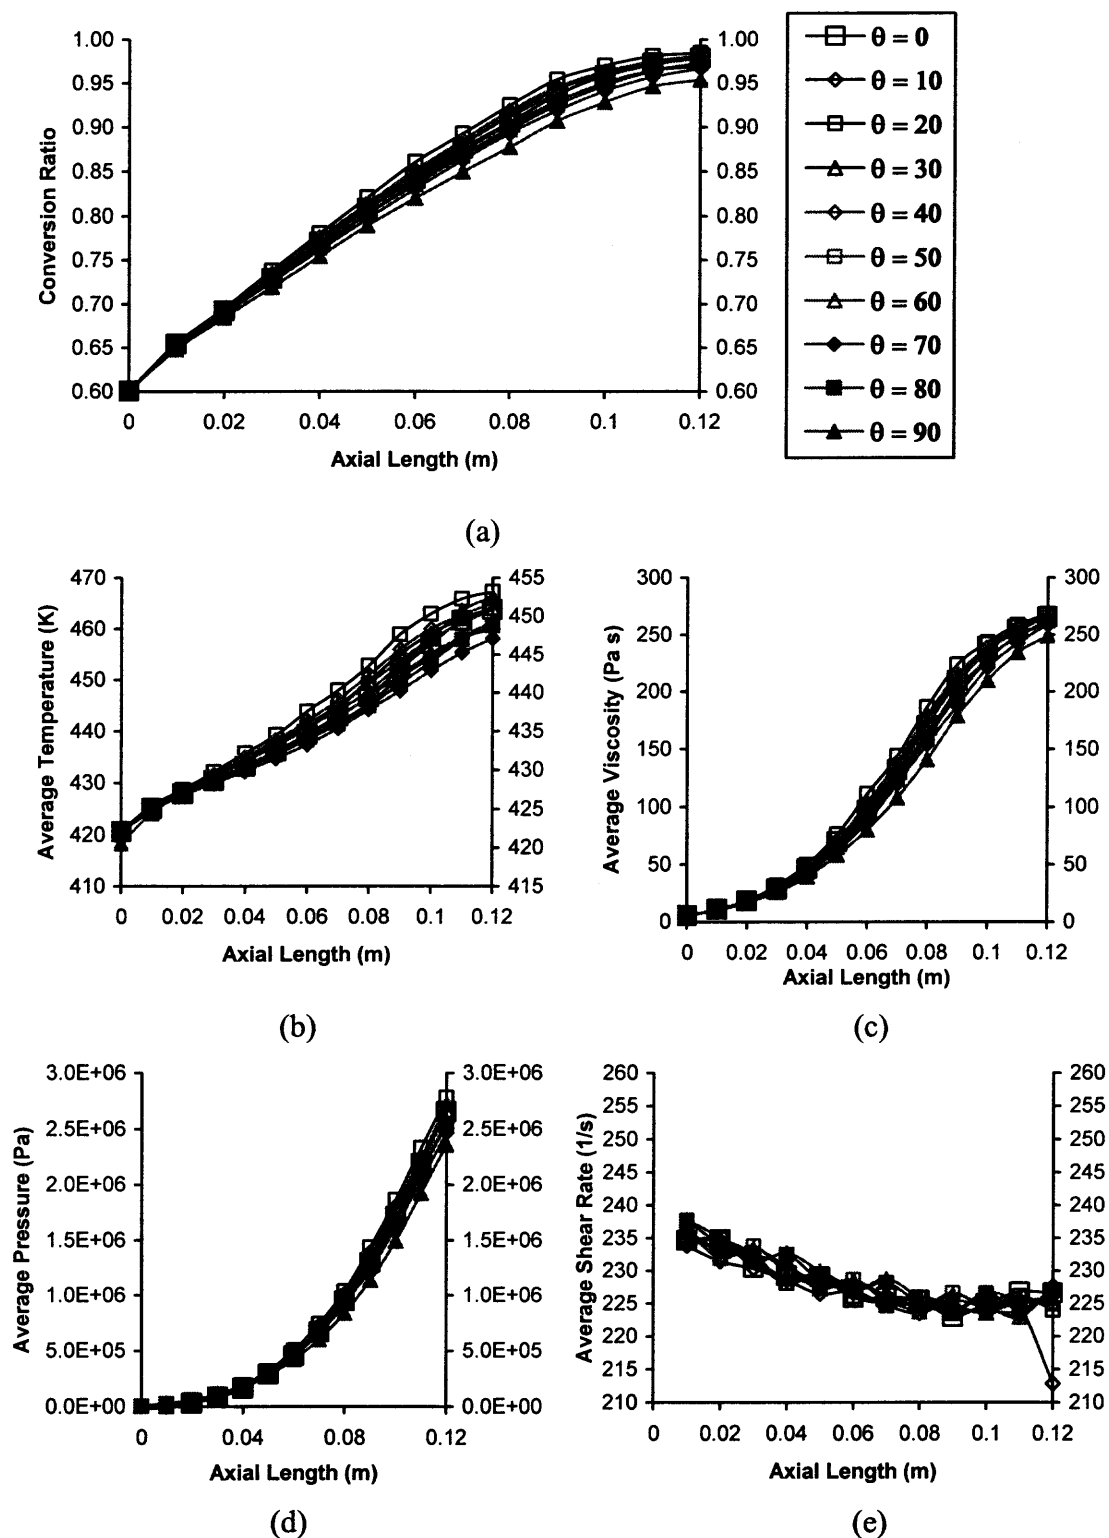 1.00 1.00
0.95 0.95
0.90 0.90
0.85 0.85
0.80 0.80
0.75 0.75
0.70 0.70
0.65 0.65
0.60 0.60
Conversion Ratio
0 0.02 0.04 0.06 0.08 0.1 0.12
Axial Length (m)
θ = 0
θ = 10
θ = 20
θ = 30
θ = 40
θ = 50
θ = 60
θ = 70
θ = 80
θ = 90
(a)
470 455
460 450
450 445
440 440
430 435
420 430
410 425
420
415
Average Temperature (K)
0 0.02 0.04 0.06 0.08 0.1 0.12
Axial Length (m)
(b)
300 300
250 250
200 200
150 150
100 100
50 50
0 0
Average Viscosity (Pa s)
0 0.02 0.04 0.06 0.08 0.1 0.12
Axial Length (m)
(c)
3.0E+06 3.0E+06
2.5E+06 2.5E+06
2.0E+06 2.0E+06
1.5E+06 1.5E+06
1.0E+06 1.0E+06
5.0E+05 5.0E+05
0.0E+00 0.0E+00
Average Pressure (Pa)
0 0.04 0.08 0.12
Axial Length (m)
(d)
260 260
255 255
250 250
245 245
240 240
235 235
230 230
225 225
220 220
215 215
210 210
Average Shear Rate (1/s)
0 0.02 0.04 0.06 0.08 0.1 0.12
Axial Length (m)
(e)